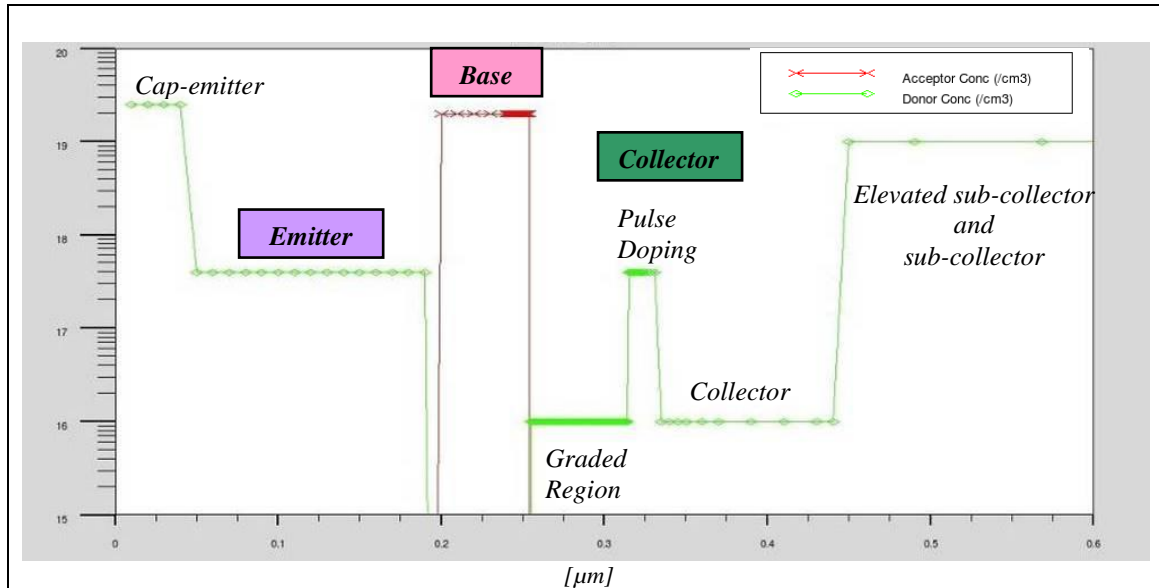 20
19
18
17
16
15
Cap-emitter
Base
Acceptor Conc (/cm3)
Donor Conc (/cm3)
Collector
Emitter
Pulse
Doping
Elevated sub-collector
and
sub-collector
Collector
Graded
Region
0
0.1
0.2
0.3
0.4
0.5
0.6
[µm]